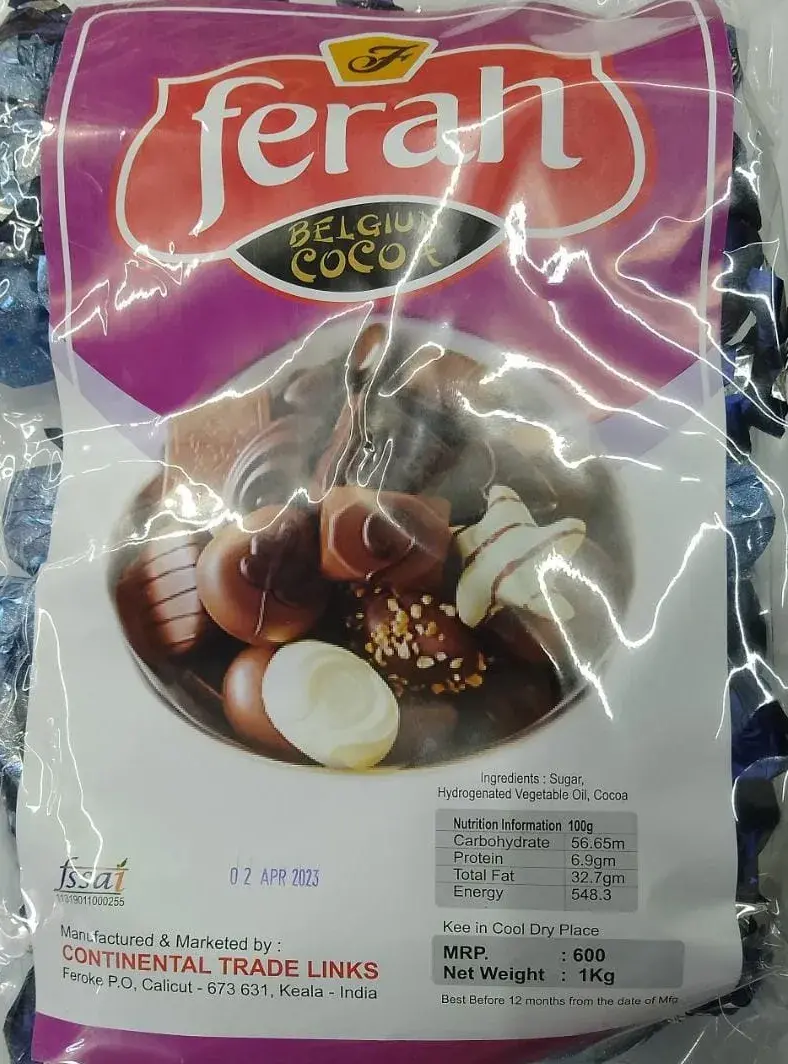 F
ferah
BELGIUM
COCOA
Ingredients : Sugar,
Hydrogenated Vegetable Oil, Cocoa
Nutrition Information 100g
Carbohydrate 56.65m
Protein 6.9gm
Total Fat 32.7gm
Energy 548.3
fssai
02 APR 2023
Manufactured & Marketed by :
CONTINENTAL TRADE LINKS
Feroke P.O, Calicut - 673 631, Keala - India
Kee in Cool Dry Place
MRP. : 600
Net Weight : 1Kg
Best Before 12 months from the date of Mfg